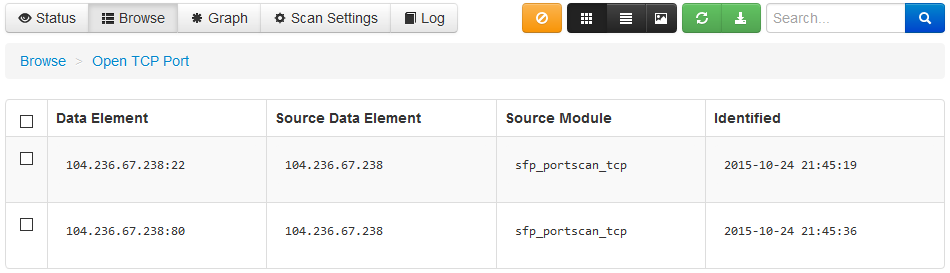 Status Browse Graph Scan Settings Log Search...
Browse > Open TCP Port
Data Element Source Data Element Source Module Identified
104.236.67.238:22 104.236.67.238 sfp_portscan_tcp 2015-10-24 21:45:19
104.236.67.238:80 104.236.67.238 sfp_portscan_tcp 2015-10-24 21:45:36